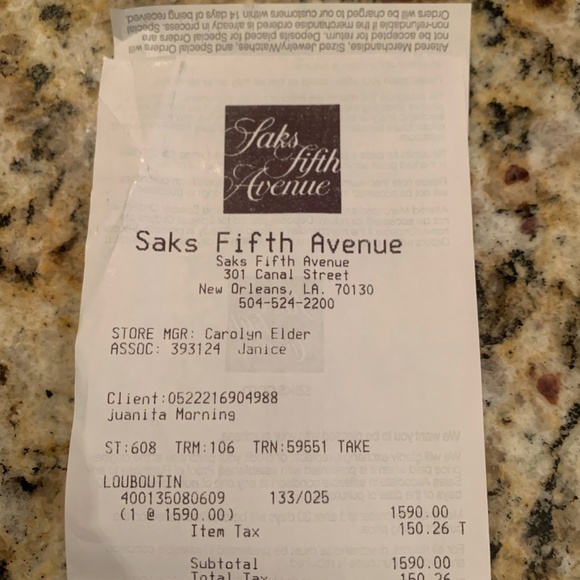 Altered Merchandise, Sized Jewelry/Watches, and Special Orders will
not be accepted for return. Deposits placed for Special Orders are
non-refundable if the merchandise ordered is already in process. Special
Orders will be charged to our customers within 14 days of being received.
Saks
fifth
Avenue
Saks Fifth Avenue
Saks Fifth Avenue
301 Canal Street
New Orleans, LA. 70130
504-524-2200
STORE MGR: Carolyn Elder
ASSOC: 393124 Janice
Client:0522216904988
juanita Morning
ST:608 TRM:106 TRN:59551 TAKE
LOUBOUTIN
400135080609 133/025
(1 @ 1590.00) 1590.00
Item Tax 150.26 T
Subtotal 1590.00
Total Tax 150.26